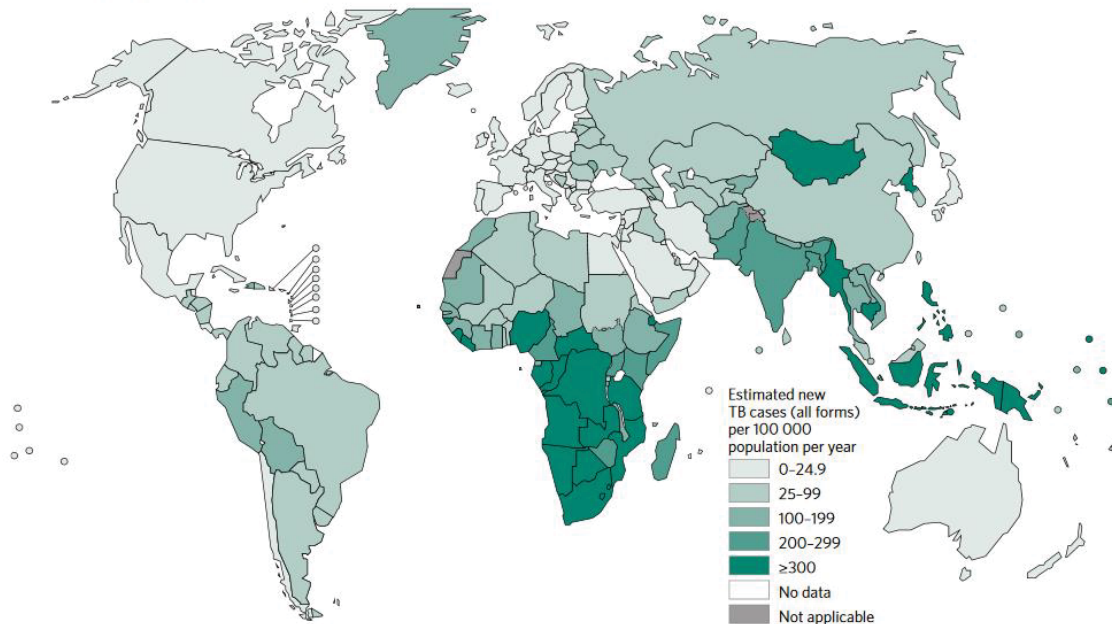 Estimated new
TB cases (all forms)
per 100 000
population per year
0–24.9
25–99
100–199
200–299
≥300
No data
Not applicable